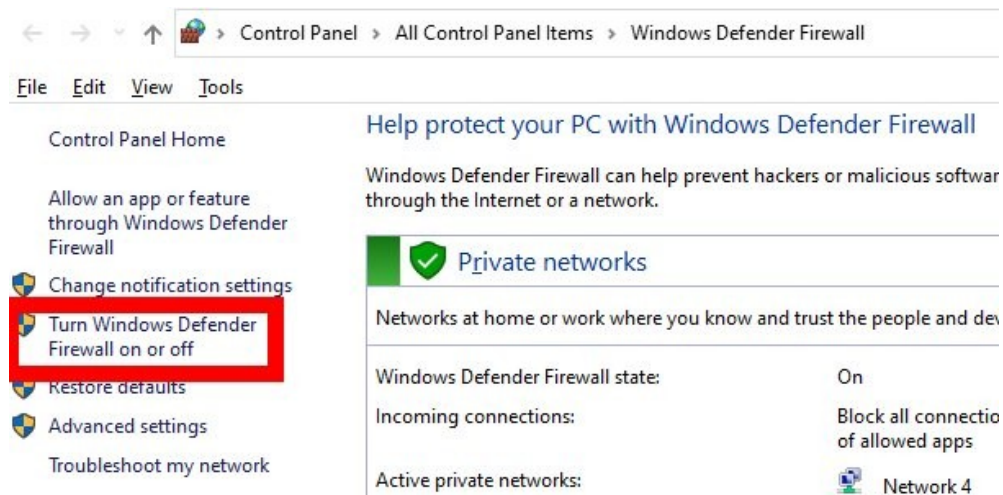 Control Panel > All Control Panel Items > Windows Defender Firewall
File Edit View Tools
Control Panel Home
Allow an app or feature
through Windows Defender
Firewall
Change notification settings
Turn Windows Defender
Firewall on or off
Restore defaults
Advanced settings
Troubleshoot my network
Help protect your PC with Windows Defender Firewall
Windows Defender Firewall can help prevent hackers or malicious softwar
through the Internet or a network.
Private networks
Networks at home or work where you know and trust the people and dev
Windows Defender Firewall state: On
Incoming connections: Block all connectio
of allowed apps
Active private networks: Network 4